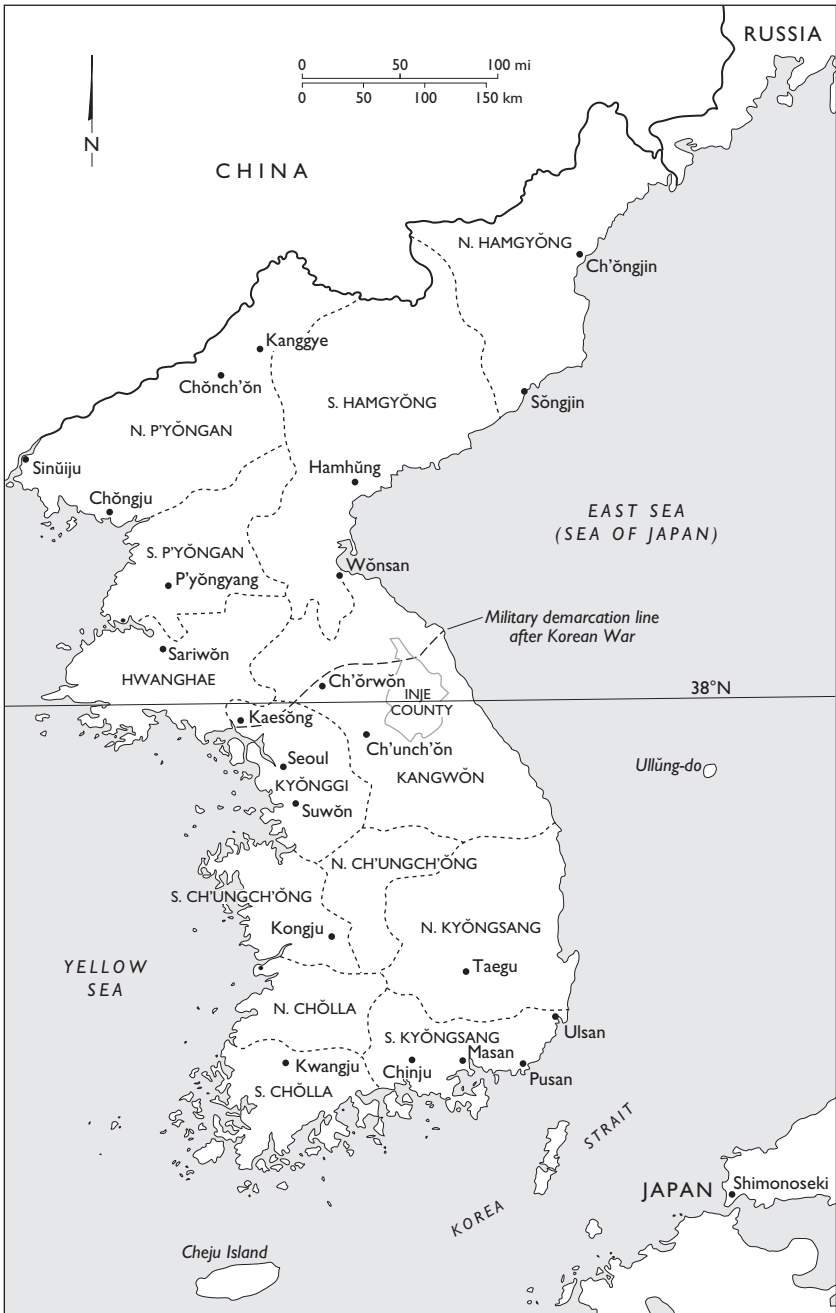 RUSSIA
0 50 100 mi
0 50 100 150 km
N
CHINA
N. HAMGYŎNG
Ch'ŏngjin
Kanggye
Chŏnch'ŏn
S. HAMGYŎNG
Sŏngjin
N. P'YŎNGAN
Sinŭiju
Hamhŭng
Chŏngju
EAST SEA
(SEA OF JAPAN)
S. P'YŎNGAN
Wŏnsan
P'yŏngyang
Military demarcation line
after Korean War
Sariwŏn
HWANGHAE
Ch'ŏrwŏn
INJE
COUNTY
38°N
Kaesŏng
Ch'unch'ŏn
Seoul
Ullŭng-do
KYŎNGGI
KANGWŎN
Suwŏn
N. CH'UNGCH'ŎNG
S. CH'UNGCH'ŎNG
Kongju
N. KYŎNGSANG
YELLOW
SEA
Taegu
N. CHŎLLA
Ulsan
S. KYŎNGSANG
Masan
Kwangju
Chinju
Pusan
S. CHŎLLA
KOREA STRAIT
JAPAN
Shimonoseki
Cheju Island